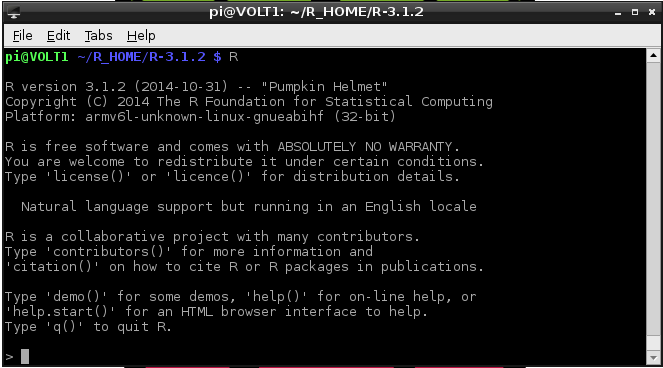 pi@VOLT1: ~/R_HOME/R-3.1.2
File Edit Tabs Help
pi@VOLT1 ~/R_HOME/R-3.1.2 $ R
R version 3.1.2 (2014-10-31) -- "Pumpkin Helmet"
Copyright (C) 2014 The R Foundation for Statistical Computing
Platform: armv6l-unknown-linux-gnueabihf (32-bit)
R is free software and comes with ABSOLUTELY NO WARRANTY.
You are welcome to redistribute it under certain conditions.
Type 'license()' or 'licence()' for distribution details.
Natural language support but running in an English locale
R is a collaborative project with many contributors.
Type 'contributors()' for more information and
'citation()' on how to cite R or R packages in publications.
Type 'demo()' for some demos, 'help()' for on-line help, or
'help.start()' for an HTML browser interface to help.
Type 'q()' to quit R.
>